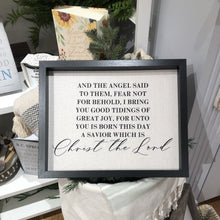 AND THE ANGEL SAID
TO THEM, FEAR NOT
FOR BEHOLD, I BRING
YOU GOOD TIDINGS OF
GREAT JOY, FOR UNTO
YOU IS BORN THIS DAY
A SAVIOR WHICH IS
Christ the Lord